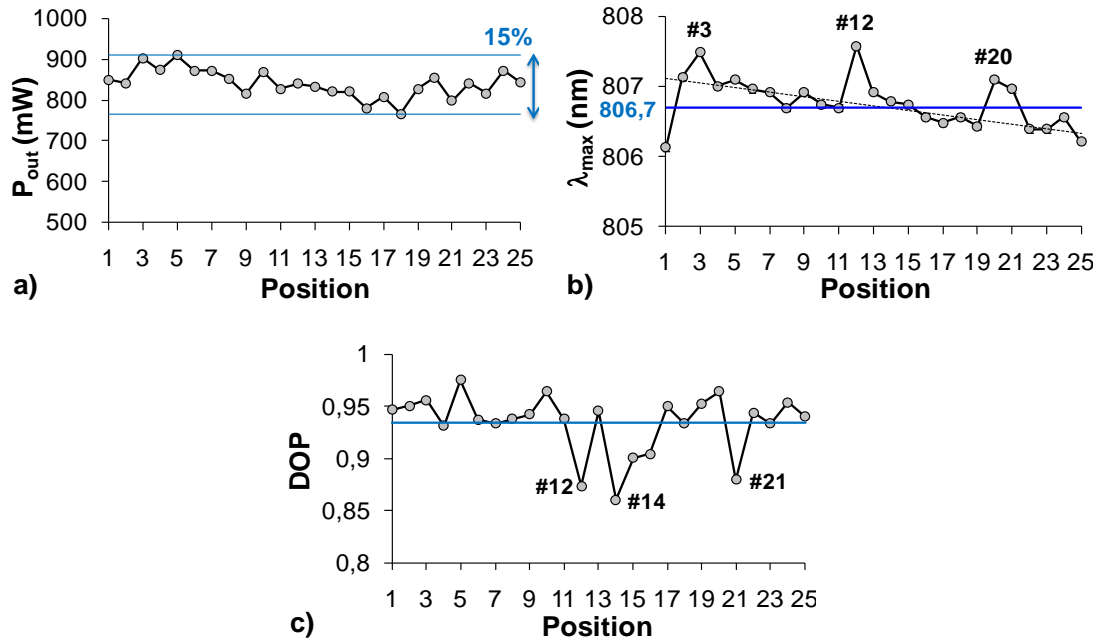 1000
900
800
700
600
500
P_out (mW)
15%
1 3 5 7 9 11 13 15 17 19 21 23 25
Position
a)
808
807
806,7
806
805
λ_max (nm)
#3
#12
#20
1 3 5 7 9 11 13 15 17 19 21 23 25
Position
b)
1
0,95
0,9
0,85
0,8
DOP
#12
#14
#21
1 3 5 7 9 11 13 15 17 19 21 23 25
Position
c)